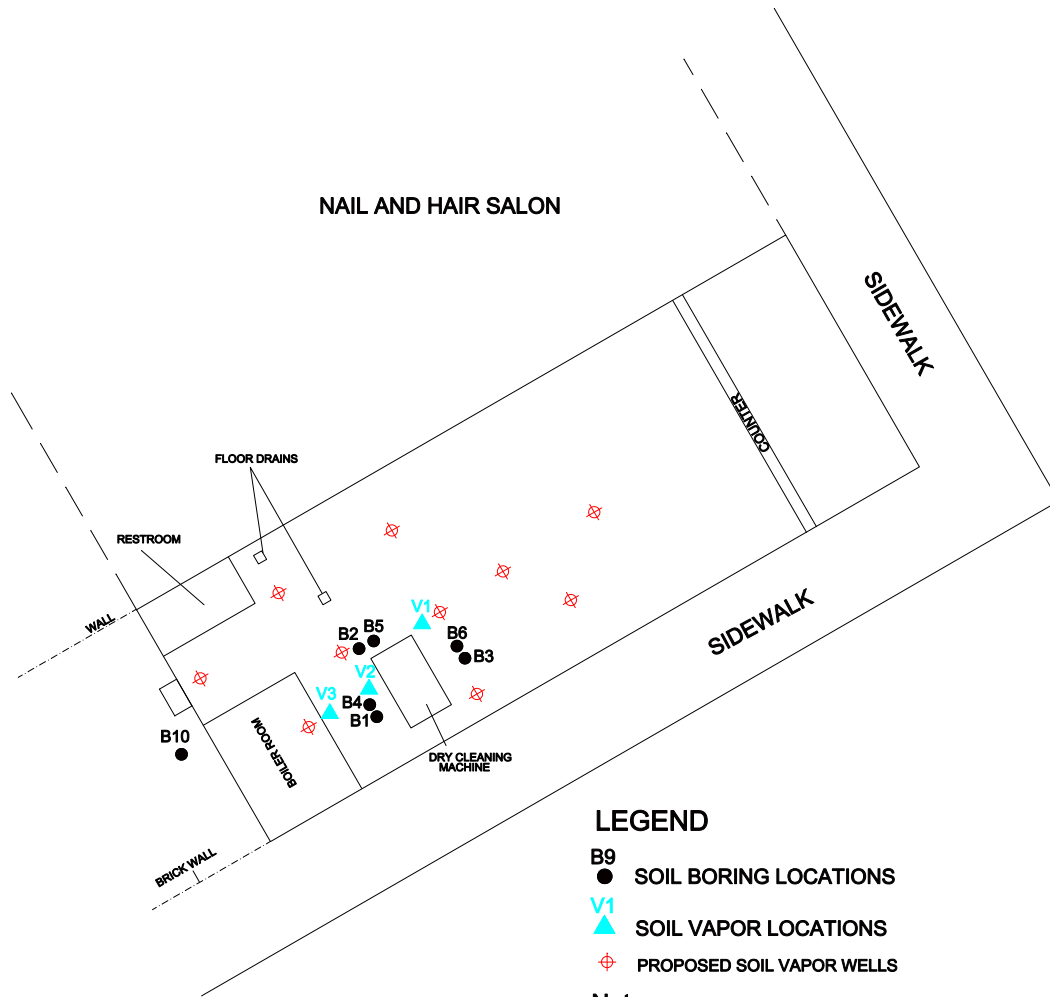 NAIL AND HAIR SALON
SIDEWALK
COUNTER
FLOOR DRAINS
RESTROOM
WALL
V1
B5
B2
B6
B3
V2
V3
B4
B1
B10
BOILER ROOM
DRY CLEANING
MACHINE
SIDEWALK
BRICK WALL
LEGEND
B9
SOIL BORING LOCATIONS
V1
SOIL VAPOR LOCATIONS
PROPOSED SOIL VAPOR WELLS